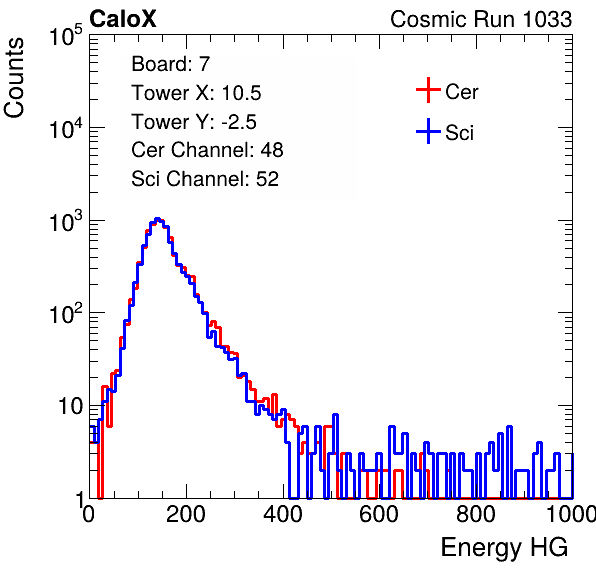 CaloX Cosmic Run 1033
Counts
10^5
10^4
10^3
10^2
10
1
Board: 7
Tower X: 10.5
Tower Y: -2.5
Cer Channel: 48
Sci Channel: 52
Cer
Sci
0 200 400 600 800 1000
Energy HG